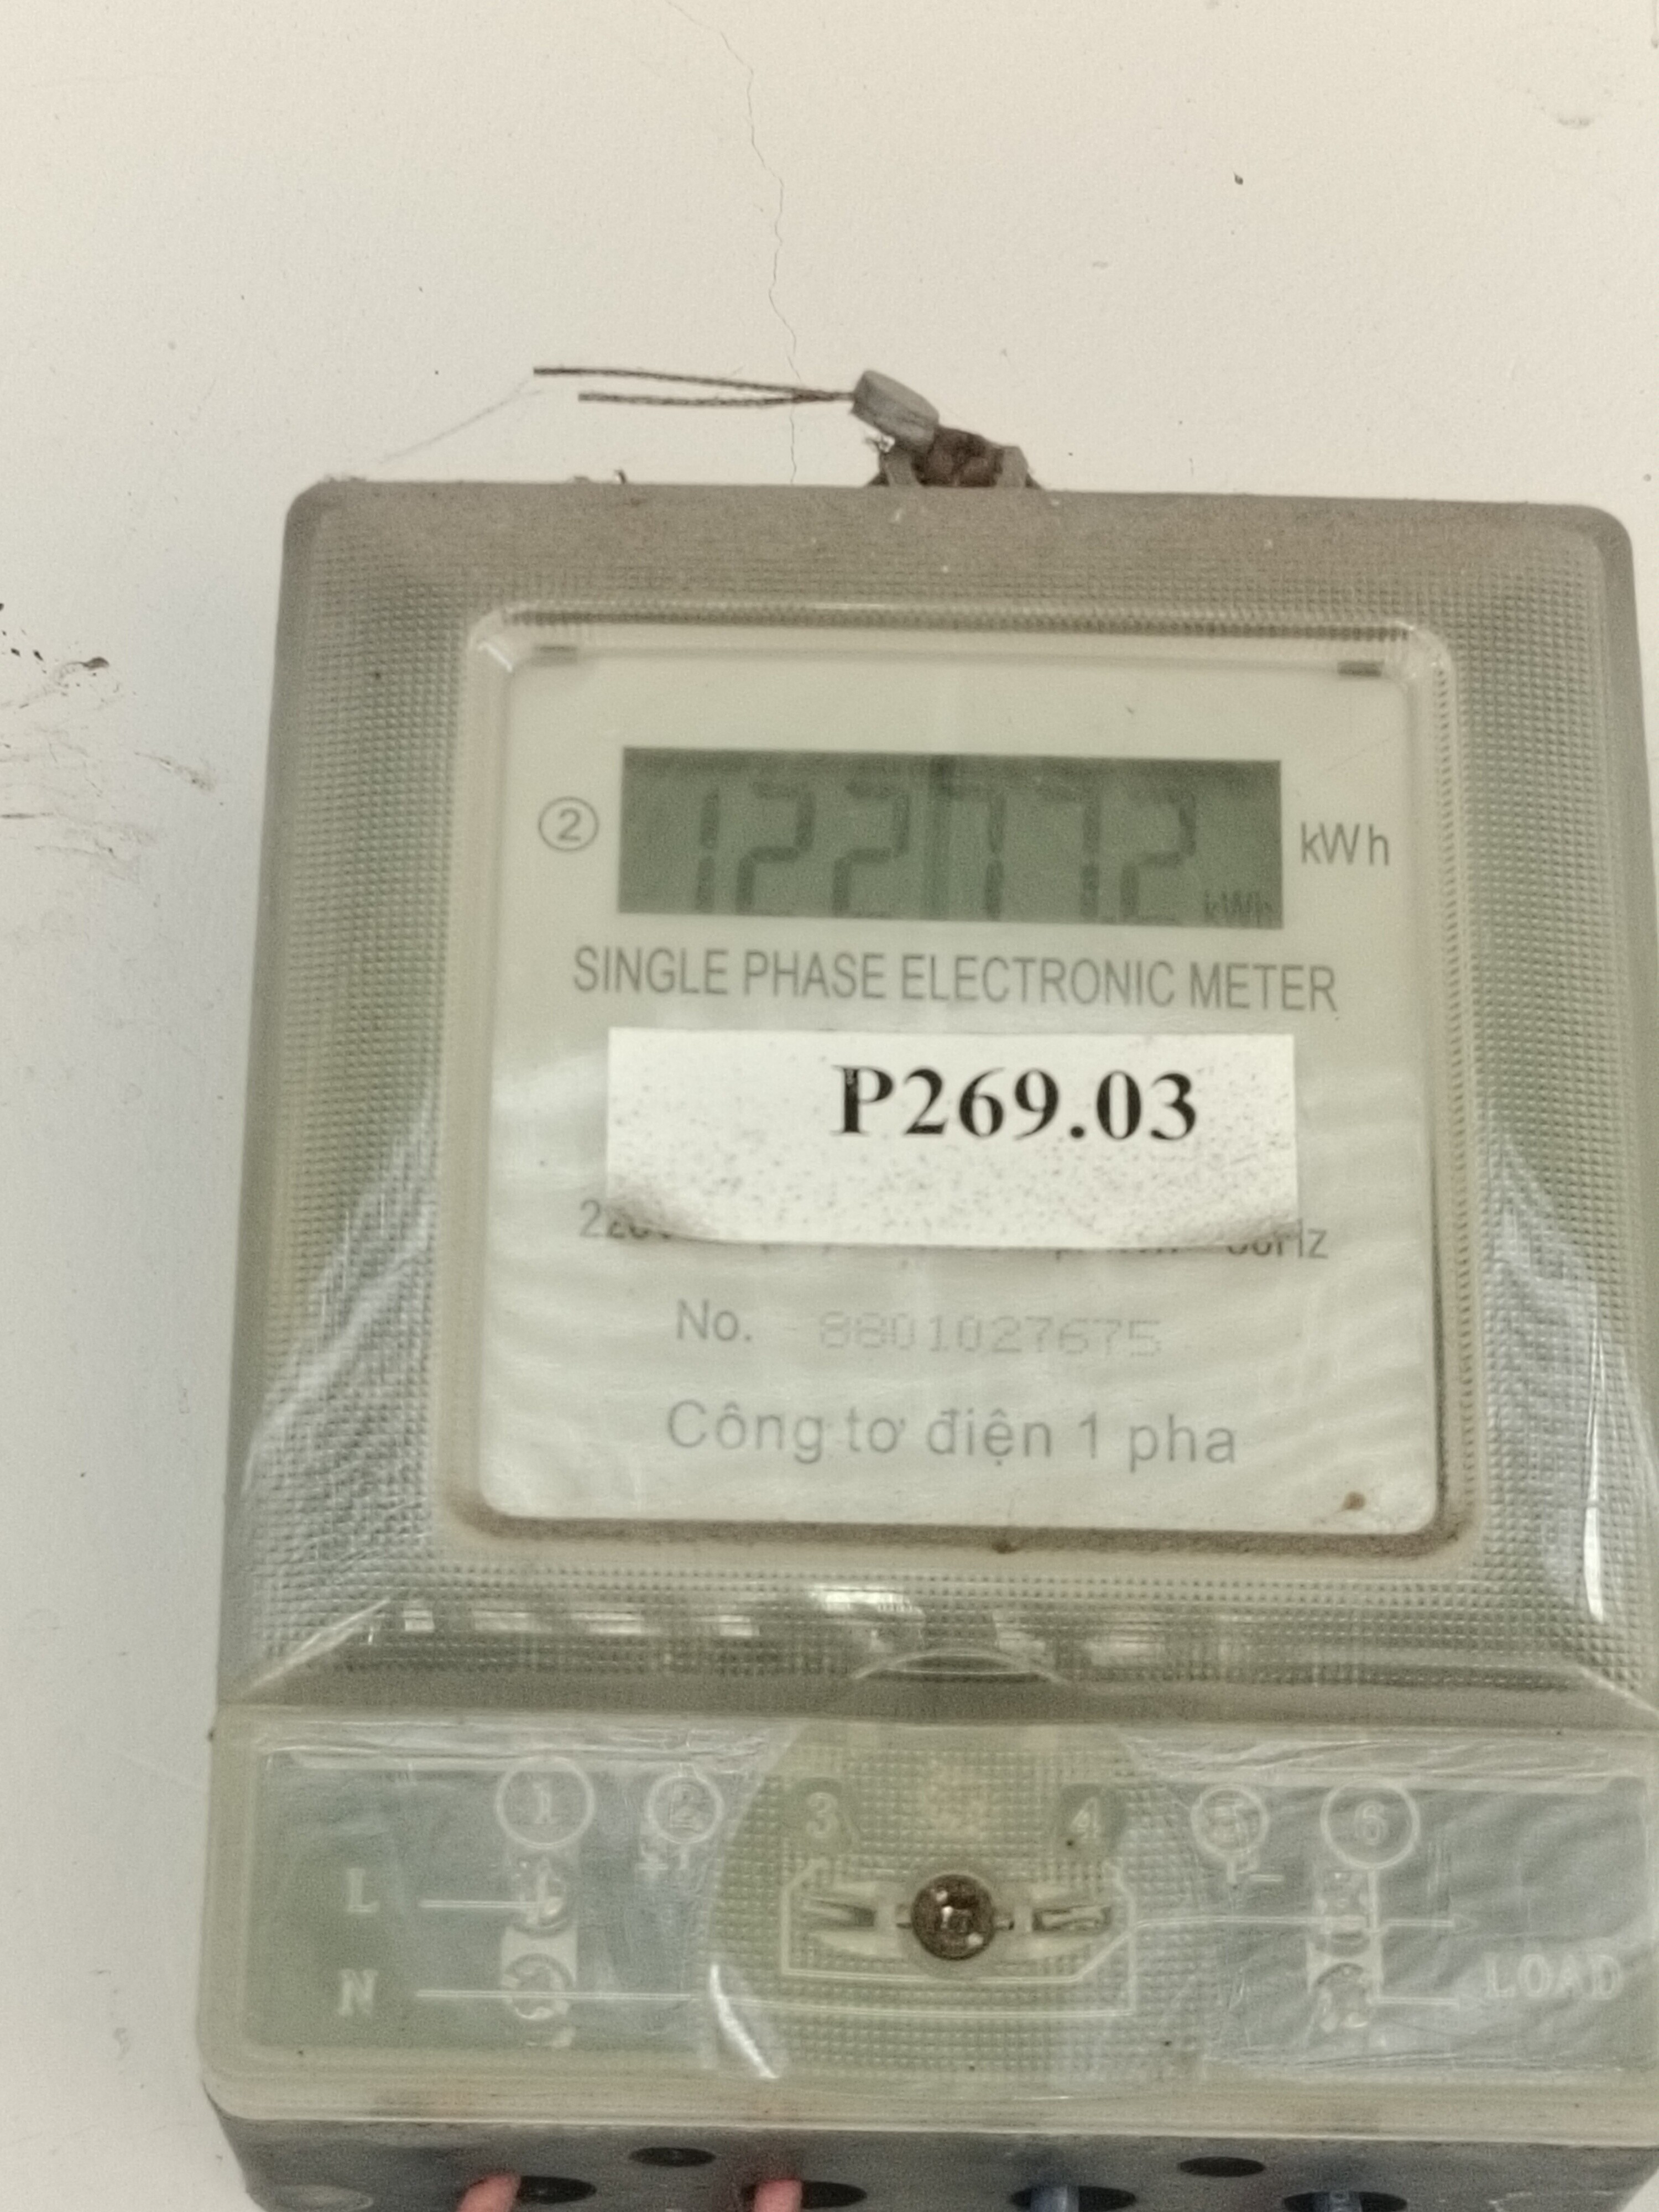 ② 12277.2 kWh kWh
SINGLE PHASE ELECTRONIC METER
P269.03
No. 8801027675
Công tơ điện 1 pha
1 2 3 4 5 6
L
N
LOAD